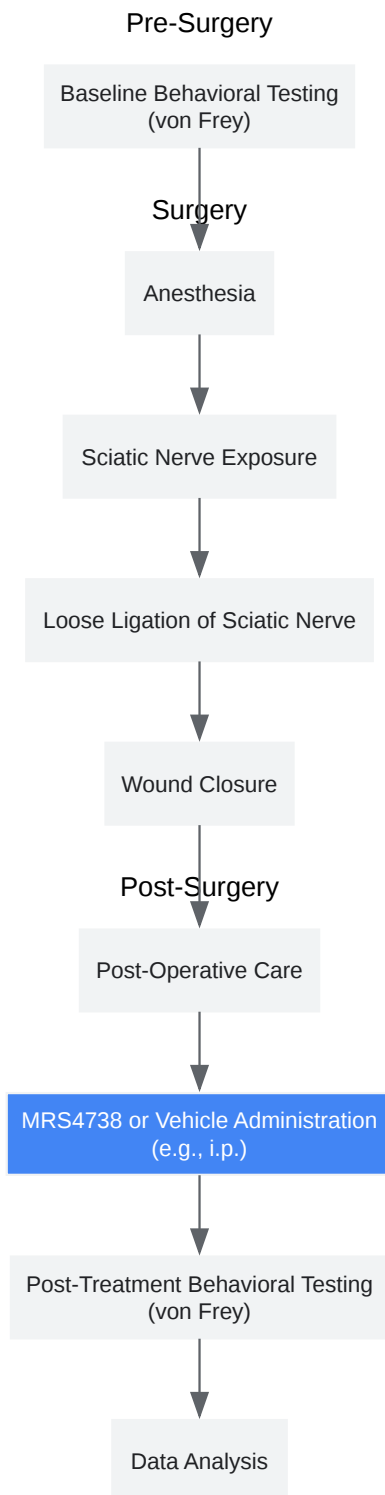 Pre-Surgery
Baseline Behavioral Testing
(von Frey)
Surgery
Anesthesia
Sciatic Nerve Exposure
Loose Ligation of Sciatic Nerve
Wound Closure
Post-Surgery
Post-Operative Care
MRS4738 or Vehicle Administration
(e.g., i.p.)
Post-Treatment Behavioral Testing
(von Frey)
Data Analysis